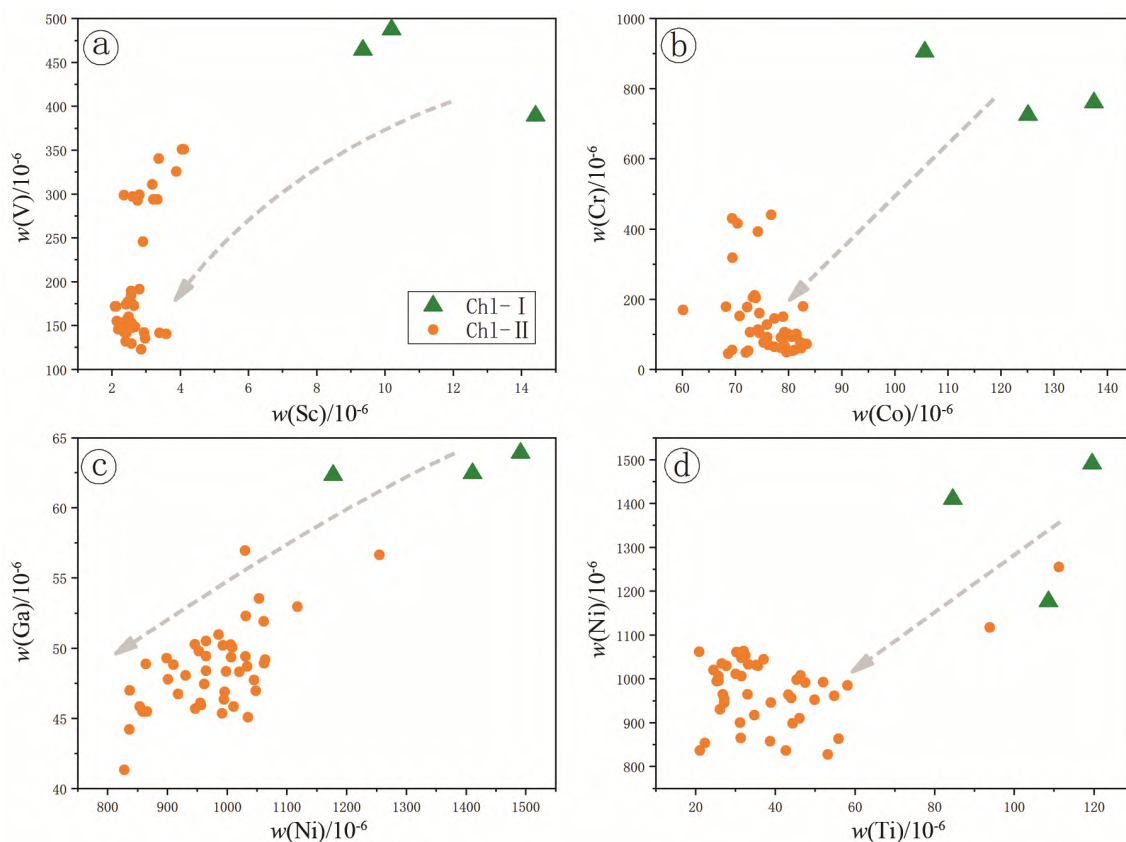 ⓐ
500
450
400
350
300
250
200
150
100
w(V)/10⁻⁶
2 4 6 8 10 12 14
w(Sc)/10⁻⁶
Chl-Ⅰ
Chl-Ⅱ
ⓑ
1000
800
600
400
200
0
w(Cr)/10⁻⁶
60 70 80 90 100 110 120 130 140
w(Co)/10⁻⁶
ⓒ
65
60
55
50
45
40
w(Ga)/10⁻⁶
800 900 1000 1100 1200 1300 1400 1500
w(Ni)/10⁻⁶
ⓓ
1500
1400
1300
1200
1100
1000
900
800
w(Ni)/10⁻⁶
20 40 60 80 100 120
w(Ti)/10⁻⁶